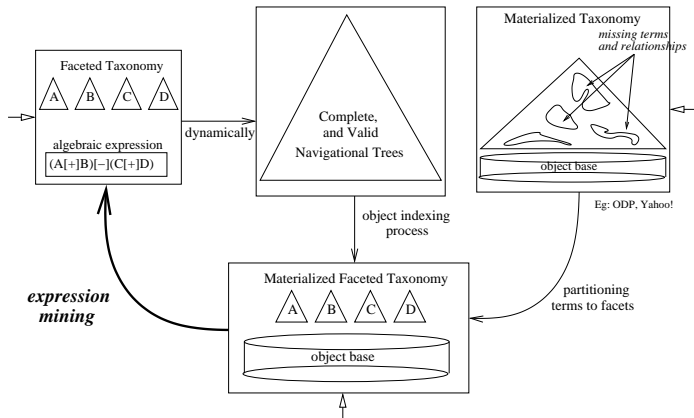 Faceted Taxonomy
A B C D
algebraic expression
(A[+]B)[−](C[+]D)
dynamically
Complete,
and Valid
Navigational Trees
Materialized Taxonomy
missing terms
and relationships
object base
Eg: ODP, Yahoo!
object indexing
process
partitioning
terms to facets
expression
mining
Materialized Faceted Taxonomy
A B C D
object base